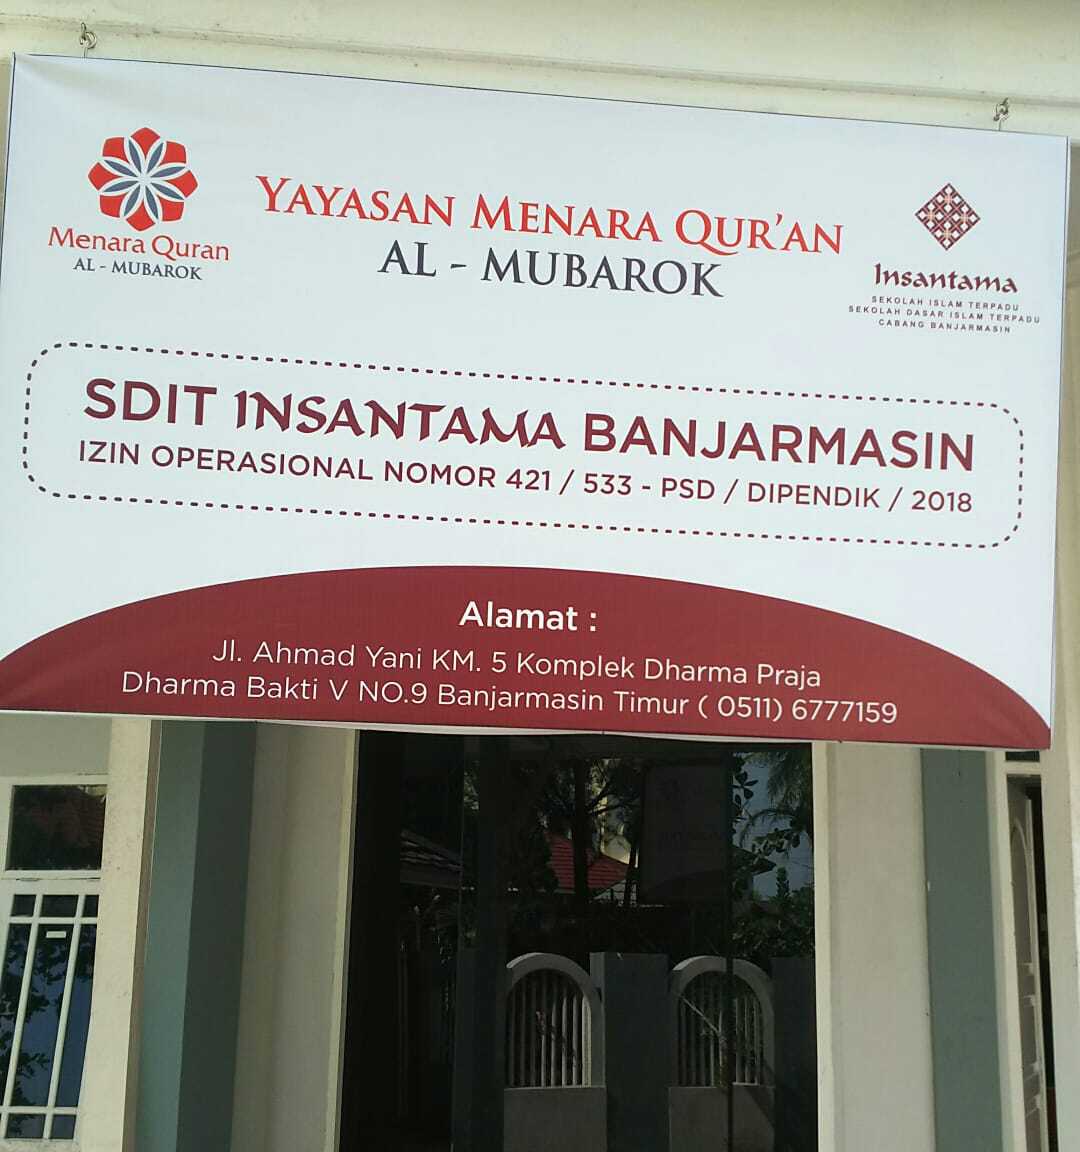 Menara Quran
AL - MUBAROK
YAYASAN MENARA QUR'AN
AL - MUBAROK
Insantama
SEKOLAH ISLAM TERPADU
SEKOLAH DASAR ISLAM TERPADU
CABANG BANJARMASIN
SDIT INSANTAMA BANJARMASIN
IZIN OPERASIONAL NOMOR 421 / 533 - PSD / DIPENDIK / 2018
Alamat :
Jl. Ahmad Yani KM. 5 Komplek Dharma Praja
Dharma Bakti V NO.9 Banjarmasin Timur ( 0511) 6777159